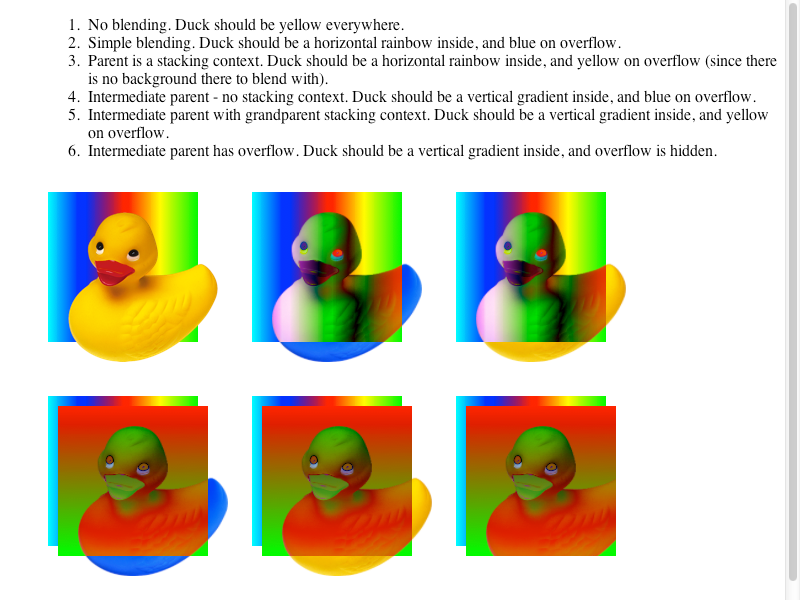 1. No blending. Duck should be yellow everywhere.
2. Simple blending. Duck should be a horizontal rainbow inside, and blue on overflow.
3. Parent is a stacking context. Duck should be a horizontal rainbow inside, and yellow on overflow (since there
is no background there to blend with).
4. Intermediate parent - no stacking context. Duck should be a vertical gradient inside, and blue on overflow.
5. Intermediate parent with grandparent stacking context. Duck should be a vertical gradient inside, and yellow
on overflow.
6. Intermediate parent has overflow. Duck should be a vertical gradient inside, and overflow is hidden.